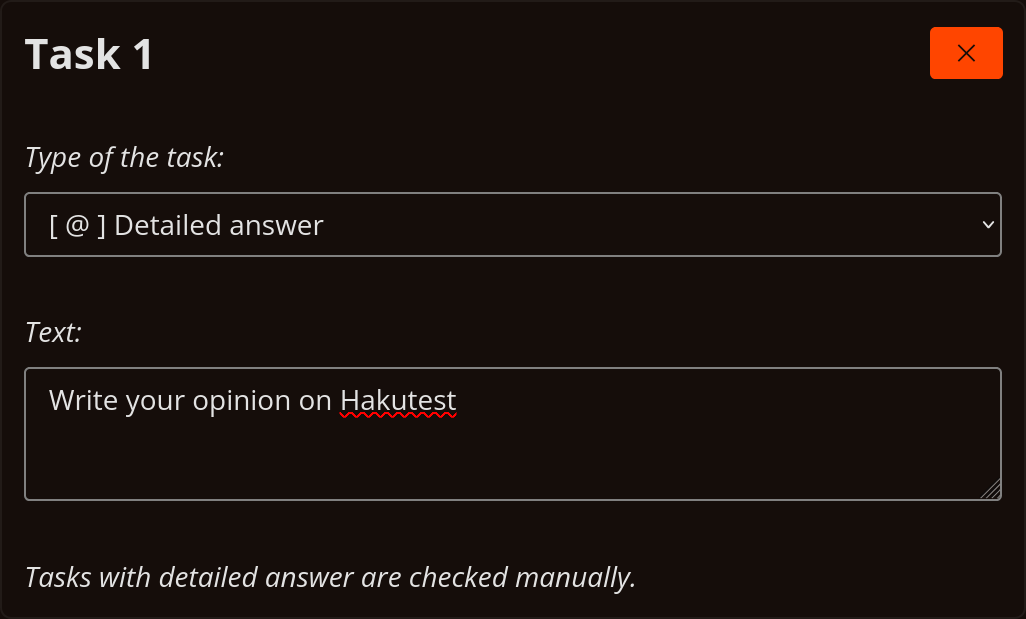 Task 1
Type of the task:
[ @ ] Detailed answer
Text:
Write your opinion on Hakutest
Tasks with detailed answer are checked manually.